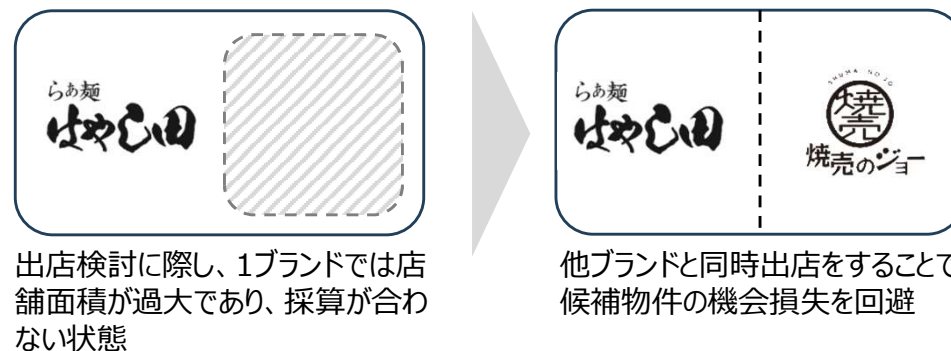 らぁ麺
はやし田
出店検討に際し、1ブランドでは店
舗面積が過大であり、採算が合わ
ない状態
らぁ麺
はやし田
SHUMA NO JO
焼売
焼売のジョー
他ブランドと同時出店をすることで
候補物件の機会損失を回避